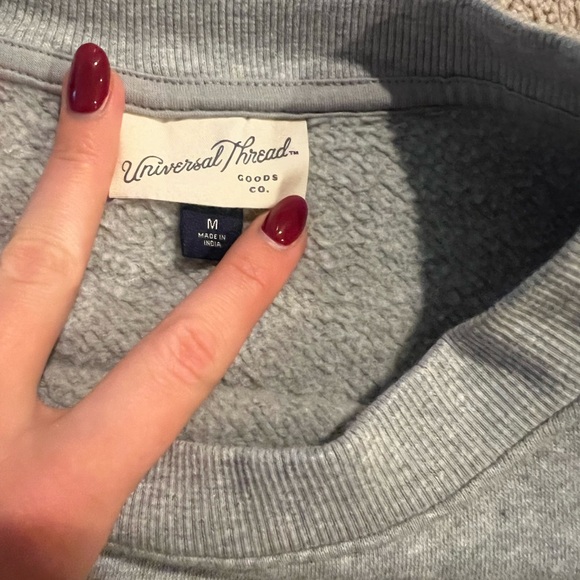 Universal Thread™
GOODS
CO.
M
MADE IN
INDIA